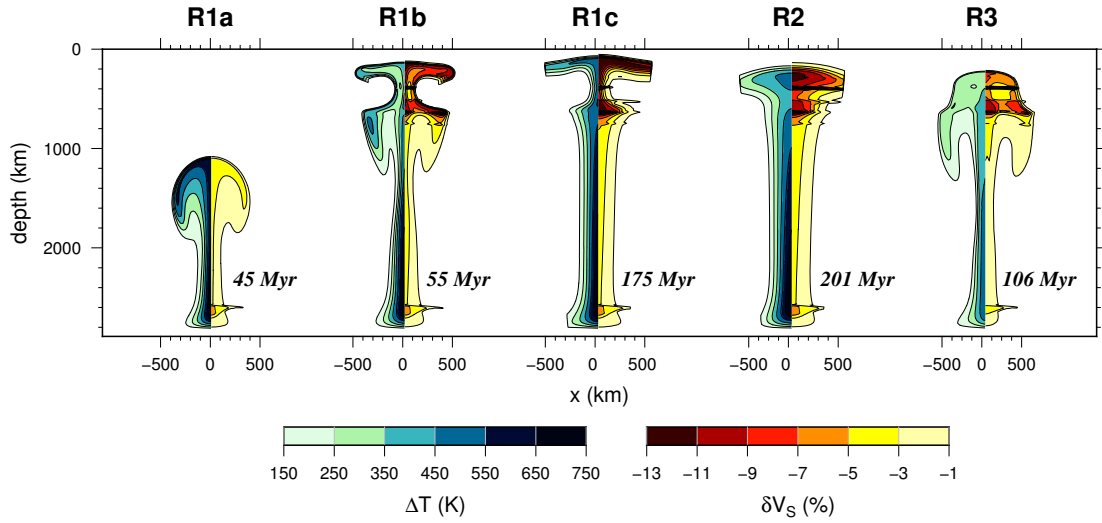 R1a R1b R1c R2 R3
0
1000
2000
depth (km)
45 Myr 55 Myr 175 Myr 201 Myr 106 Myr
−500 0 500 −500 0 500 −500 0 500 −500 0 500 −500 0 500
x (km)
150 250 350 450 550 650 750 −13 −11 −9 −7 −5 −3 −1
ΔT (K) δV_S (%)